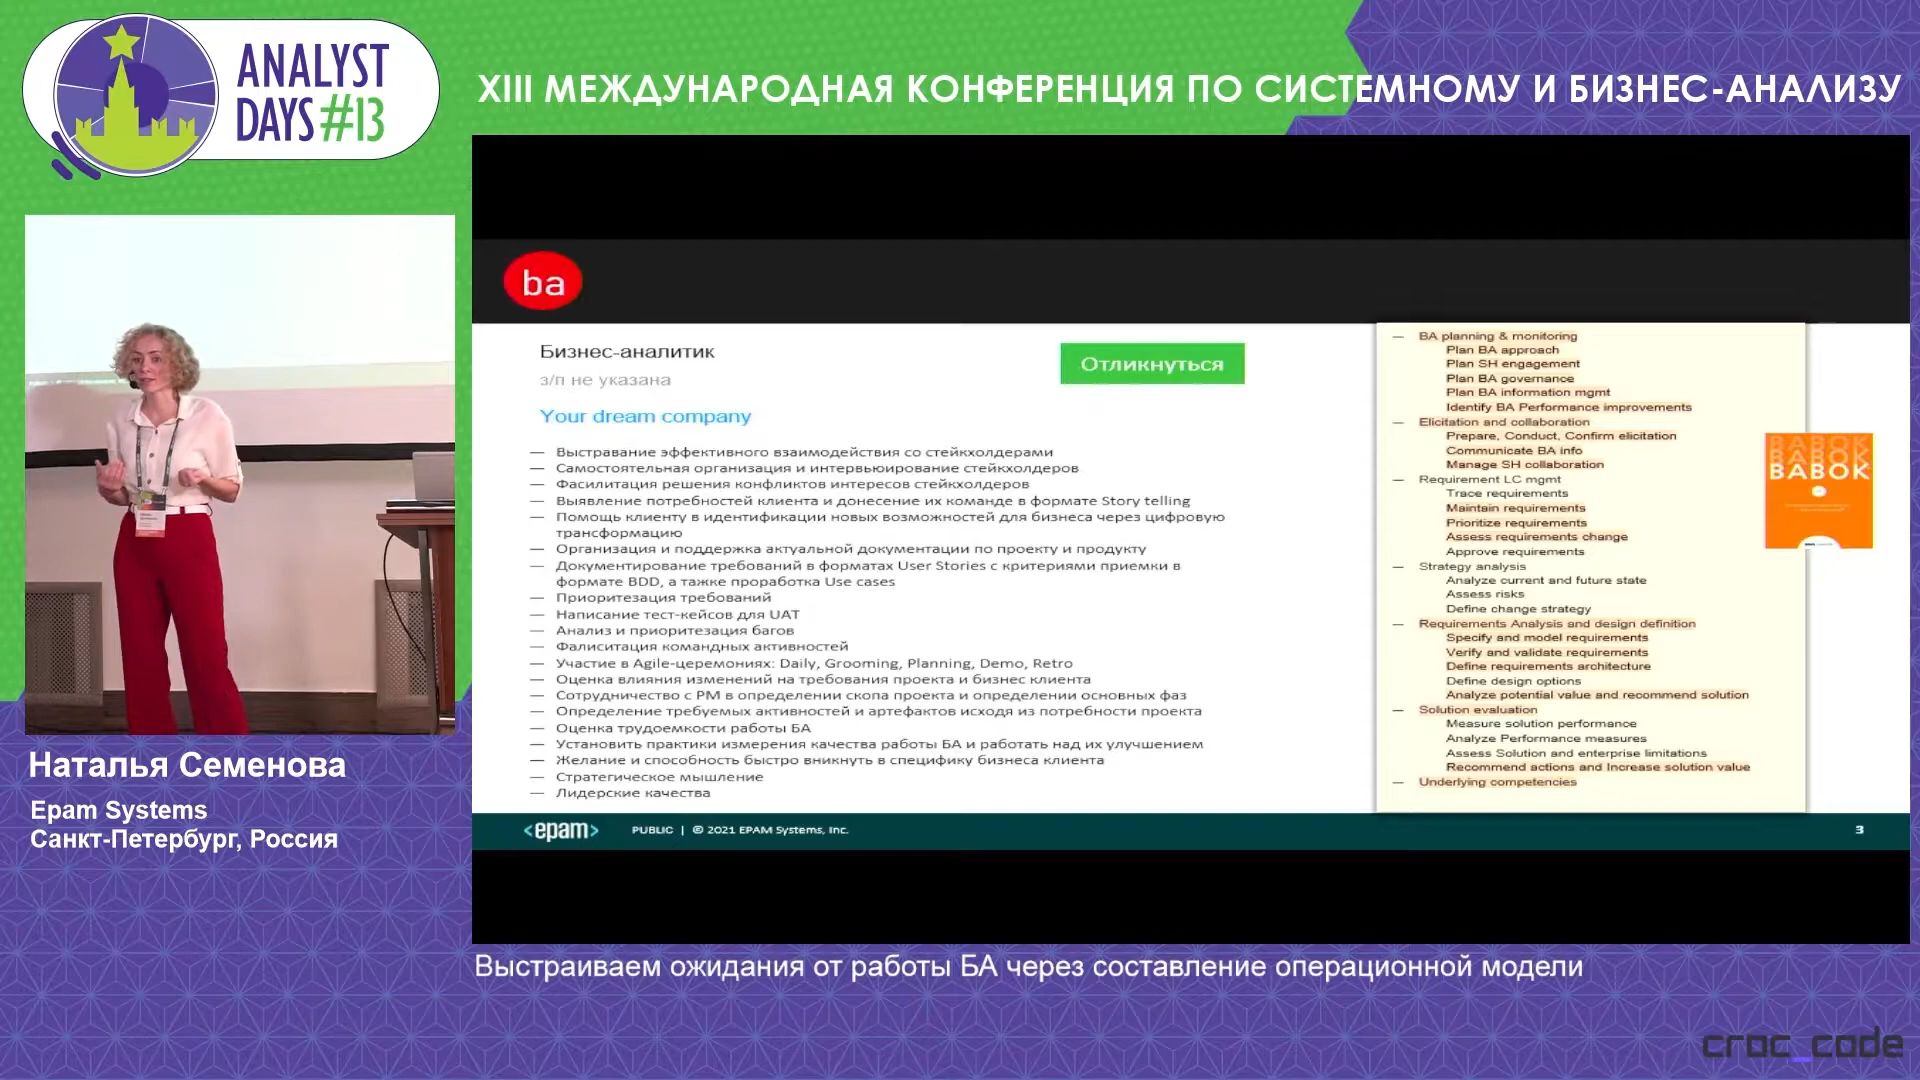 ANALYST
DAYS #13
XIII МЕЖДУНАРОДНАЯ КОНФЕРЕНЦИЯ ПО СИСТЕМНОМУ И БИЗНЕС-АНАЛИЗУ
ba
Бизнес-аналитик
з/п не указана
Отликнуться
Your dream company
— Выстравание эффективного взаимодействия со стейкхолдерами
— Самостоятельная организация и интервьюирование стейкхолдеров
— Фасилитация решения конфликтов интересов стейкхолдеров
— Выявление потребностей клиента и донесение их команде в формате Story telling
— Помощь клиенту в идентификации новых возможностей для бизнеса через цифровую
трансформацию
— Организация и поддержка актуальной документации по проекту и продукту
— Документирование требований в форматах User Stories с критериями приемки в
формате BDD, а также проработка Use cases
— Приоритезация требований
— Написание тест-кейсов для UAT
— Анализ и приоритезация багов
— Фалиситация командных активностей
— Участие в Agile-церемониях: Daily, Grooming, Planning, Demo, Retro
— Оценка влияния изменений на требования проекта и бизнес клиента
— Сотрудничество с PM в определении скопа проекта и определении основных фаз
— Определение требуемых активностей и артефактов исходя из потребности проекта
— Оценка трудоемкости работы БА
— Установить практики измерения качества работы БА и работать над их улучшением
— Желание и способность быстро вникнуть в специфику бизнеса клиента
— Стратегическое мышление
— Лидерские качества
— BA planning & monitoring
Plan BA approach
Plan SH engagement
Plan BA governance
Plan BA information mgmt
Identify BA Performance improvements
— Elicitation and collaboration
Prepare, Conduct, Confirm elicitation
Communicate BA info
Manage SH collaboration
— Requirement LC mgmt
Trace requirements
Maintain requirements
Prioritize requirements
Assess requirements change
Approve requirements
— Strategy analysis
Analyze current and future state
Assess risks
Define change strategy
— Requirements Analysis and design definition
Specify and model requirements
Verify and validate requirements
Define requirements architecture
Define design options
Analyze potential value and recommend solution
— Solution evaluation
Measure solution performance
Analyze Performance measures
Assess Solution and enterprise limitations
Recommend actions and Increase solution value
— Underlying competencies
BABOK
BABOK
BABOK
<epam> PUBLIC | © 2021 EPAM Systems, Inc. 3
Наталья Семенова
Epam Systems
Санкт-Петербург, Россия
Выстраиваем ожидания от работы БА через составление операционной модели
croc_code